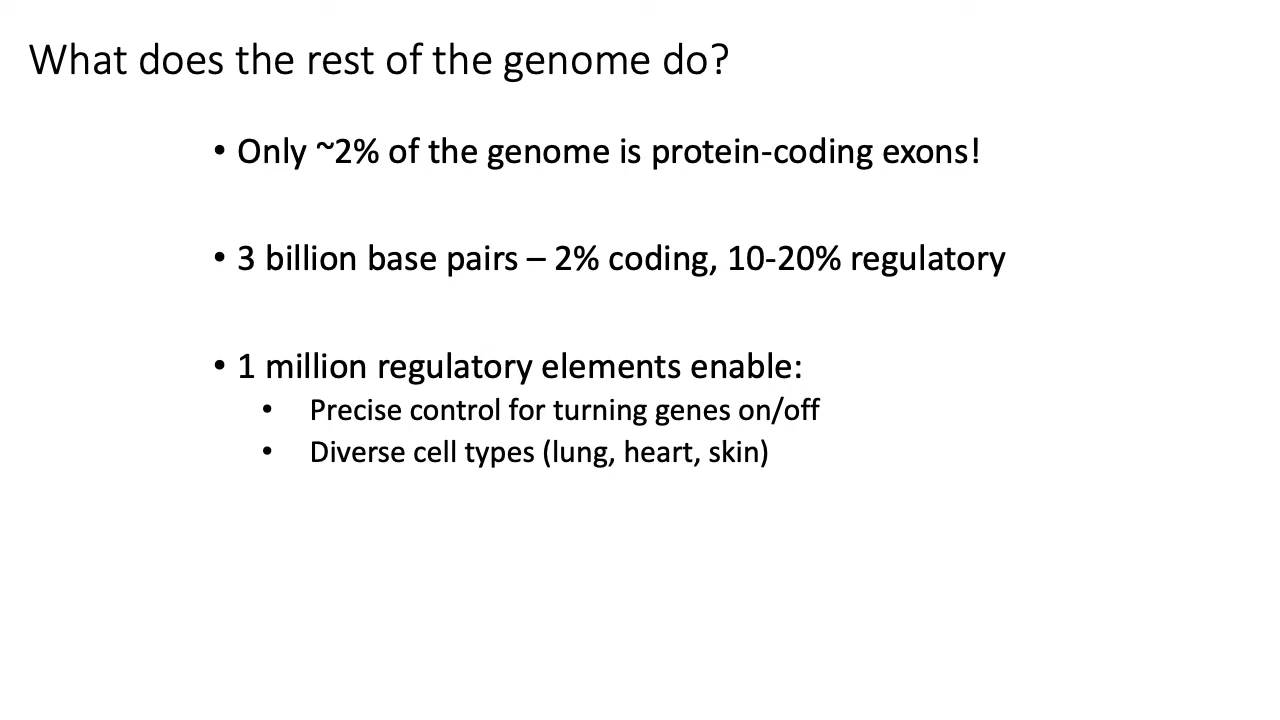 What does the rest of the genome do?
• Only ~2% of the genome is protein-coding exons!
• 3 billion base pairs – 2% coding, 10-20% regulatory
• 1 million regulatory elements enable:
• Precise control for turning genes on/off
• Diverse cell types (lung, heart, skin)